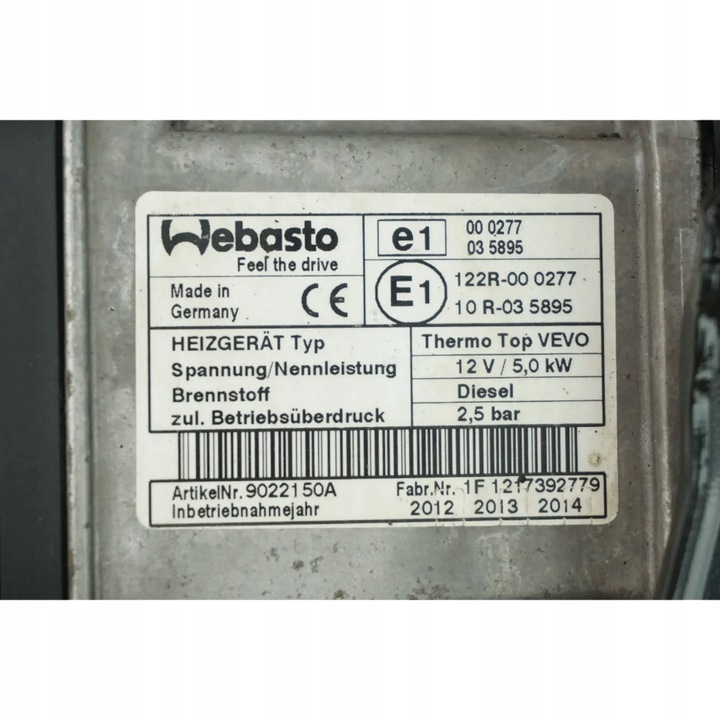 Webasto
Feel the drive
e1
00 0277
03 5895
Made in
Germany
CE
E1
122R-00 0277
10 R-03 5895
HEIZGERÄT Typ
Thermo Top VEVO
Spannung/Nennleistung
12 V / 5,0 kW
Brennstoff
Diesel
zul. Betriebsüberdruck
2,5 bar
ArtikelNr. 9022150A
Fabr.Nr. 1F 1217392779
Inbetriebnahmejahr
2012 2013 2014